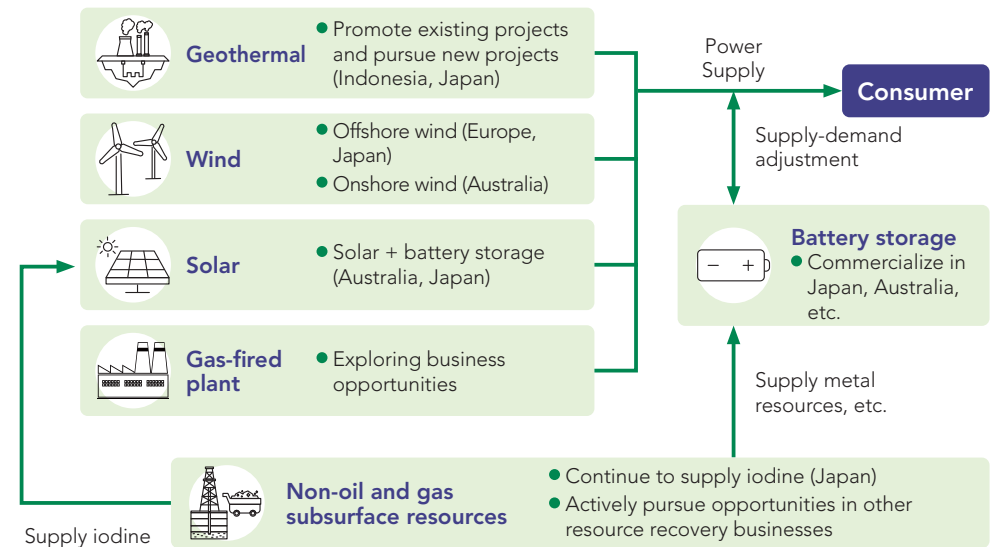 Geothermal
● Promote existing projects
and pursue new projects
(Indonesia, Japan)
Wind
● Offshore wind (Europe,
Japan)
● Onshore wind (Australia)
Solar
● Solar + battery storage
(Australia, Japan)
Gas-fired
plant
● Exploring business
opportunities
Power
Supply
Consumer
Supply-demand
adjustment
Battery storage
● Commercialize in
Japan, Australia,
etc.
− +
Supply metal
resources, etc.
Non-oil and gas
subsurface resources
● Continue to supply iodine (Japan)
● Actively pursue opportunities in other
resource recovery businesses
Supply iodine